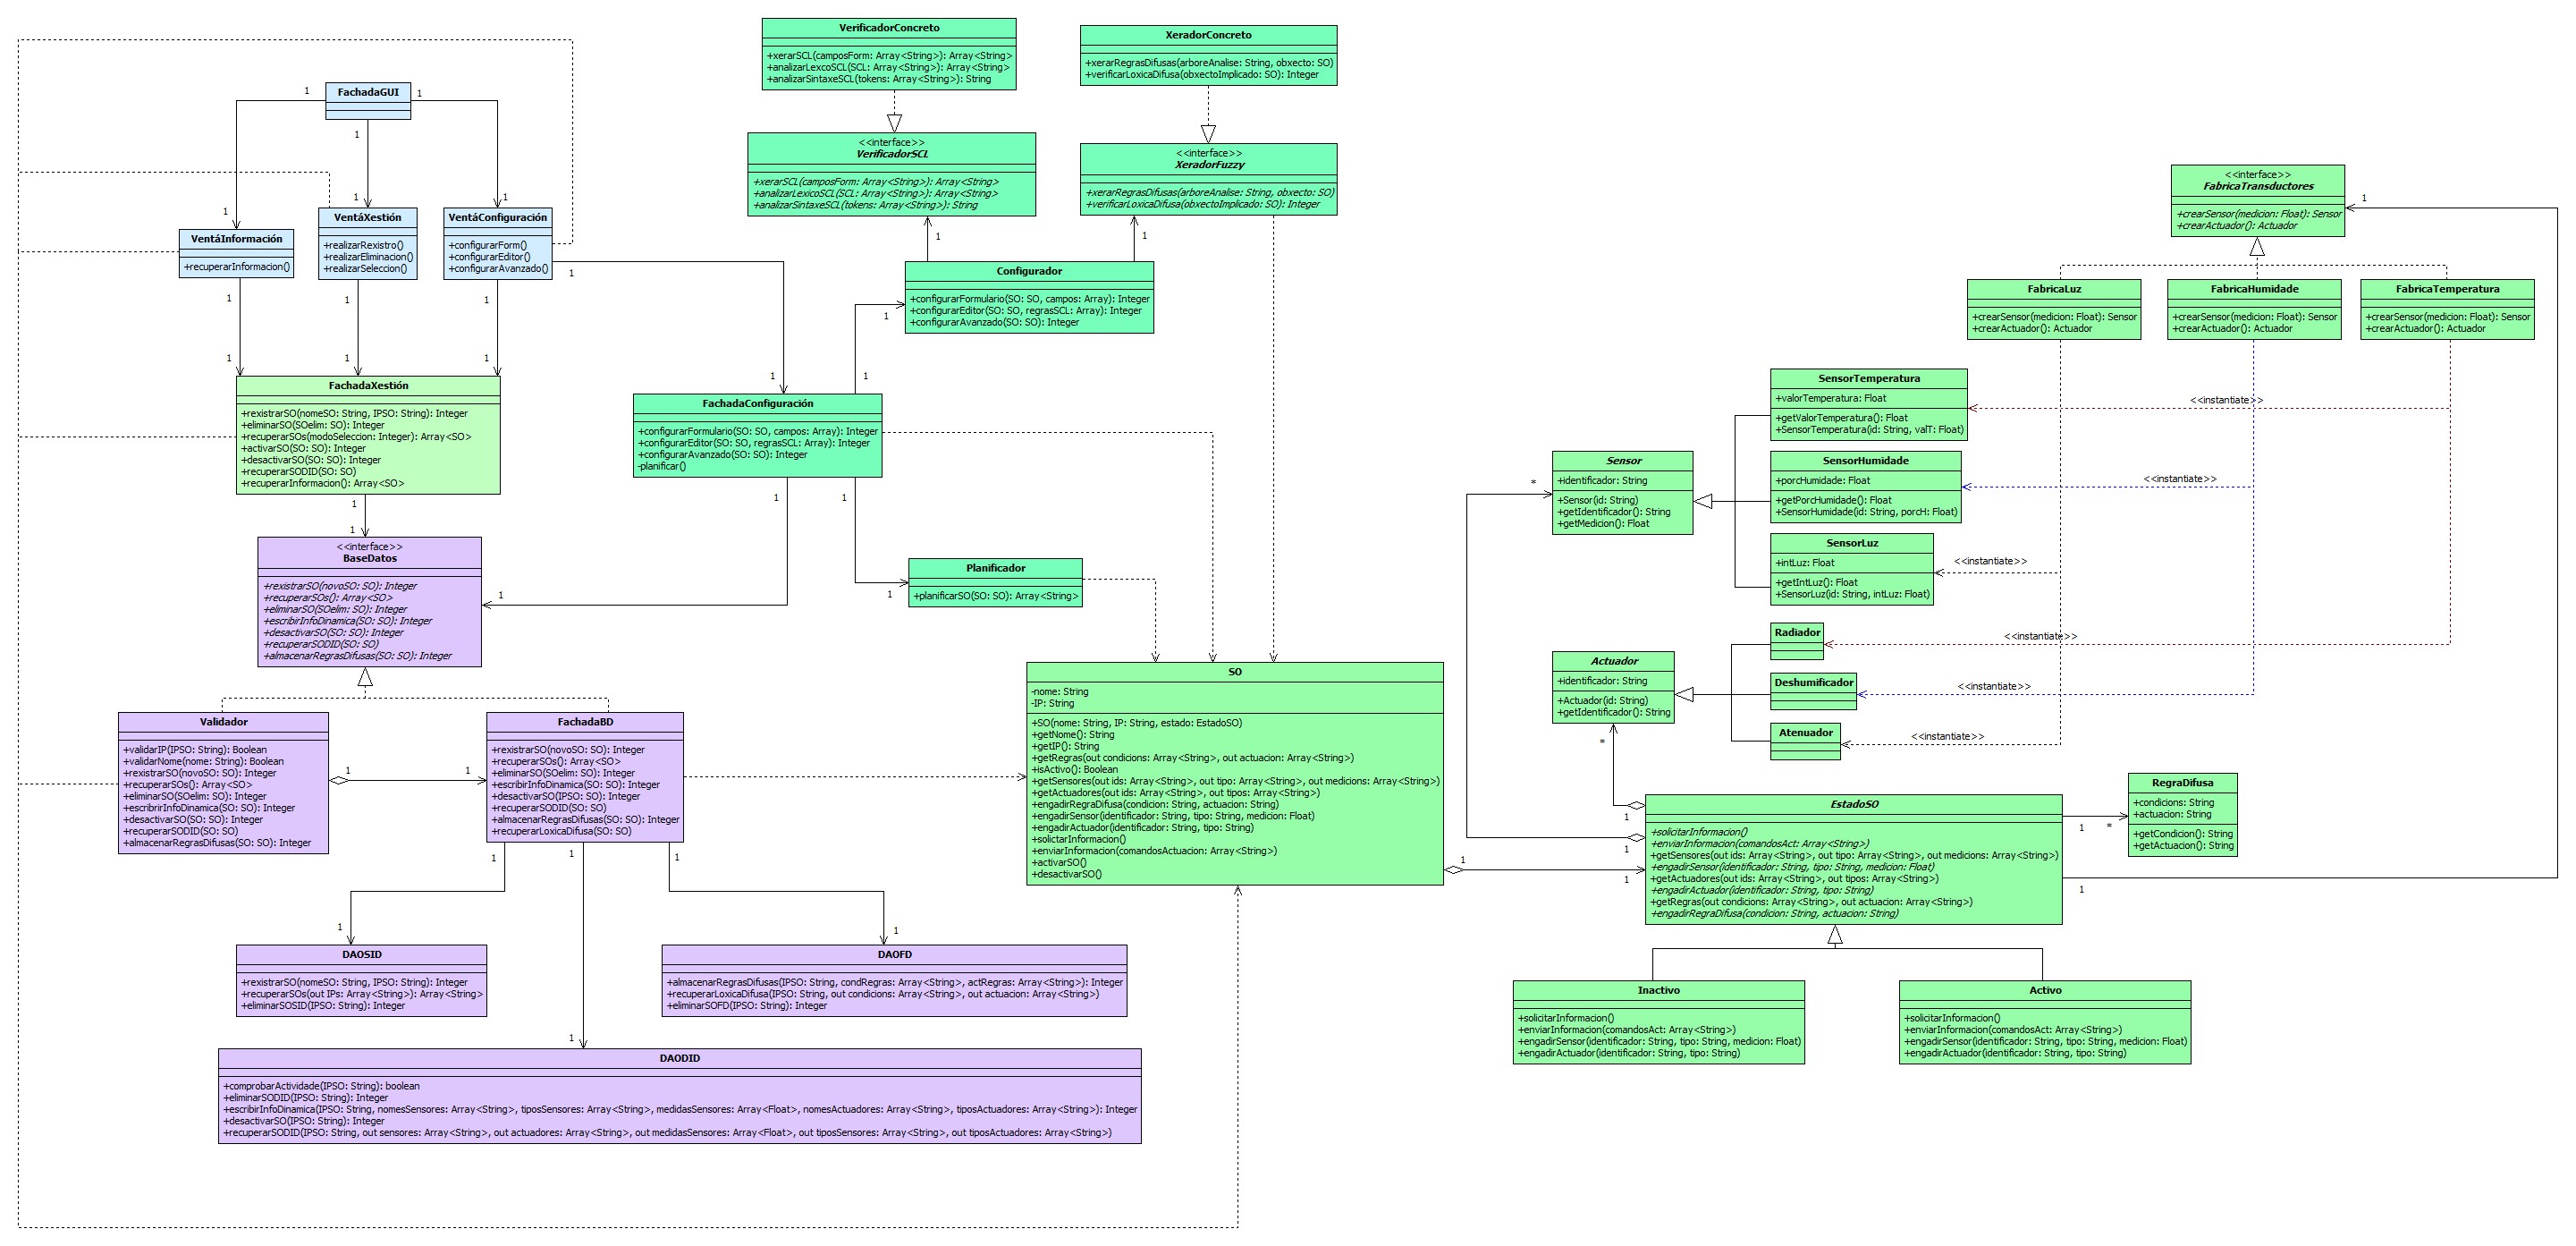 VerificadorConcreto
+xerarSCL(camposForm: Array<String>): Array<String>
+analizarLexcoSCL(SCL: Array<String>): Array<String>
+analizarSintaxeSCL(tokens: Array<String>): String
XeradorConcreto
+xerarRegrasDifusas(arboreAnalise: String, obxecto: SO)
+verificarLoxicaDifusa(obxectoImplicado: SO): Integer
FachadaGUI
1
1
1
<<interface>>
VerificadorSCL
+xerarSCL(camposForm: Array<String>): Array<String>
+analizarLexicoSCL(SCL: Array<String>): Array<String>
+analizarSintaxeSCL(tokens: Array<String>): String
<<interface>>
XeradorFuzzy
+xerarRegrasDifusas(arboreAnalise: String, obxecto: SO)
+verificarLoxicaDifusa(obxectoImplicado: SO): Integer
<<interface>>
FabricaTransductores
+crearSensor(medicion: Float): Sensor
+crearActuador(): Actuador
1
1
1
1
VentáInformación
+recuperarInformacion()
VentáXestión
+realizarRexistro()
+realizarEliminacion()
+realizarSeleccion()
VentáConfiguración
+configurarForm()
+configurarEditor()
+configurarAvanzado()
1
1
1
1
1
1
Configurador
+configurarFormulario(SO: SO, campos: Array): Integer
+configurarEditor(SO: SO, regrasSCL: Array): Integer
+configurarAvanzado(SO: SO): Integer
FabricaLuz
+crearSensor(medicion: Float): Sensor
+crearActuador(): Actuador
FabricaHumidade
+crearSensor(medicion: Float): Sensor
+crearActuador(): Actuador
FabricaTemperatura
+crearSensor(medicion: Float): Sensor
+crearActuador(): Actuador
1
1
1
1
1
1
FachadaXestión
+rexistrarSO(nomeSO: String, IPSO: String): Integer
+eliminarSO(SOelim: SO): Integer
+recuperarSOs(modoSeleccion: Integer): Array<SO>
+activarSO(SO: SO): Integer
+desactivarSO(SO: SO): Integer
+recuperarSODID(SO: SO)
+recuperarInformacion(): Array<SO>
FachadaConfiguración
+configurarFormulario(SO: SO, campos: Array): Integer
+configurarEditor(SO: SO, regrasSCL: Array): Integer
+configurarAvanzado(SO: SO): Integer
-planificar()
SensorTemperatura
+valorTemperatura: Float
+getValorTemperatura(): Float
+SensorTemperatura(id: String, valT: Float)
<<instantiate>>
Sensor
+identificador: String
+Sensor(id: String)
+getIdentificador(): String
+getMedicion(): Float
*
SensorHumidade
+porcHumidade: Float
+getPorcHumidade(): Float
+SensorHumidade(id: String, porcH: Float)
<<instantiate>>
1
1
1
1
<<interface>>
BaseDatos
+rexistrarSO(novoSO: SO): Integer
+recuperarSOs(): Array<SO>
+eliminarSO(SOelim: SO): Integer
+escribirInfoDinamica(SO: SO): Integer
+desactivarSO(SO: SO): Integer
+recuperarSODID(SO: SO)
+almacenarRegrasDifusas(SO: SO): Integer
1
1
Planificador
+planificarSO(SO: SO): Array<String>
SensorLuz
+intLuz: Float
+getIntLuz(): Float
+SensorLuz(id: String, intLuz: Float)
<<instantiate>>
Radiador
<<instantiate>>
Actuador
+identificador: String
+Actuador(id: String)
+getIdentificador(): String
Deshumificador
<<instantiate>>
Atenuador
<<instantiate>>
*
SO
-nome: String
-IP: String
+SO(nome: String, IP: String, estado: EstadoSO)
+getNome(): String
+getIP(): String
+getRegras(out condicions: Array<String>, out actuacion: Array<String>)
+isActivo(): Boolean
+getSensores(out ids: Array<String>, out tipo: Array<String>, out medicions: Array<String>)
+getActuadores(out ids: Array<String>, out tipos: Array<String>)
+engadirRegraDifusa(condicion: String, actuacion: String)
+engadirSensor(identificador: String, tipo: String, medicion: Float)
+engadirActuador(identificador: String, tipo: String)
+solictarInformacion()
+enviarInformacion(comandosActuacion: Array<String>)
+activarSO()
+desactivarSO()
Validador
+validarIP(IPSO: String): Boolean
+validarNome(nome: String): Boolean
+rexistrarSO(novoSO: SO): Integer
+recuperarSOs(): Array<SO>
+eliminarSO(SOelim: SO): Integer
+escribrirInfoDinamica(SO: SO): Integer
+desactivarSO(SO: SO): Integer
+recuperarSODID(SO: SO)
+almacenarRegrasDifusas(SO: SO): Integer
1
1
FachadaBD
+rexistrarSO(novoSO: SO): Integer
+recuperarSOs(): Array<SO>
+eliminarSO(SOelim: SO): Integer
+escribirInfoDinamica(SO: SO): Integer
+desactivarSO(IPSO: SO): Integer
+recuperarSODID(SO: SO)
+almacenarRegrasDifusas(SO: SO): Integer
+recuperarLoxicaDifusa(SO: SO)
RegraDifusa
+condicions: String
+actuacion: String
+getCondicion(): String
+getActuacion(): String
EstadoSO
+solicitarInformacion()
+enviarInformacion(comandosAct: Array<String>)
+getSensores(out ids: Array<String>, out tipo: Array<String>, out medicions: Array<String>)
+engadirSensor(identificador: String, tipo: String, medicion: Float)
+getActuadores(out ids: Array<String>, out tipos: Array<String>)
+engadirActuador(identificador: String, tipo: String)
+getRegras(out condicions: Array<String>, out actuacion: Array<String>)
+engadirRegraDifusa(condicion: String, actuacion: String)
1
1
1
1
1
*
1
1
1
1
1
1
1
DAOSID
+rexistrarSO(nomeSO: String, IPSO: String): Integer
+recuperarSOs(out IPs: Array<String>): Array<String>
+eliminarSOSID(IPSO: String): Integer
DAOFD
+almacenarRegrasDifusas(IPSO: String, condRegras: Array<String>, actRegras: Array<String>): Integer
+recuperarLoxicaDifusa(IPSO: String, out condicions: Array<String>, out actuacion: Array<String>)
+eliminarSOFD(IPSO: String): Integer
Inactivo
+solicitarInformacion()
+enviarInformacion(comandosAct: Array<String>)
+engadirSensor(identificador: String, tipo: String, medicion: Float)
+engadirActuador(identificador: String, tipo: String)
Activo
+solicitarInformacion()
+enviarInformacion(comandosAct: Array<String>)
+engadirSensor(identificador: String, tipo: String, medicion: Float)
+engadirActuador(identificador: String, tipo: String)
1
DAODID
+comprobarActividade(IPSO: String): boolean
+eliminarSODID(IPSO: String): Integer
+escribirInfoDinamica(IPSO: String, nomesSensores: Array<String>, tiposSensores: Array<String>, medidasSensores: Array<Float>, nomesActuadores: Array<String>, tiposActuadores: Array<String>): Integer
+desactivarSO(IPSO: String): Integer
+recuperarSODID(IPSO: String, out sensores: Array<String>, out actuadores: Array<String>, out medidasSensores: Array<Float>, out tiposSensores: Array<String>, out tiposActuadores: Array<String>)